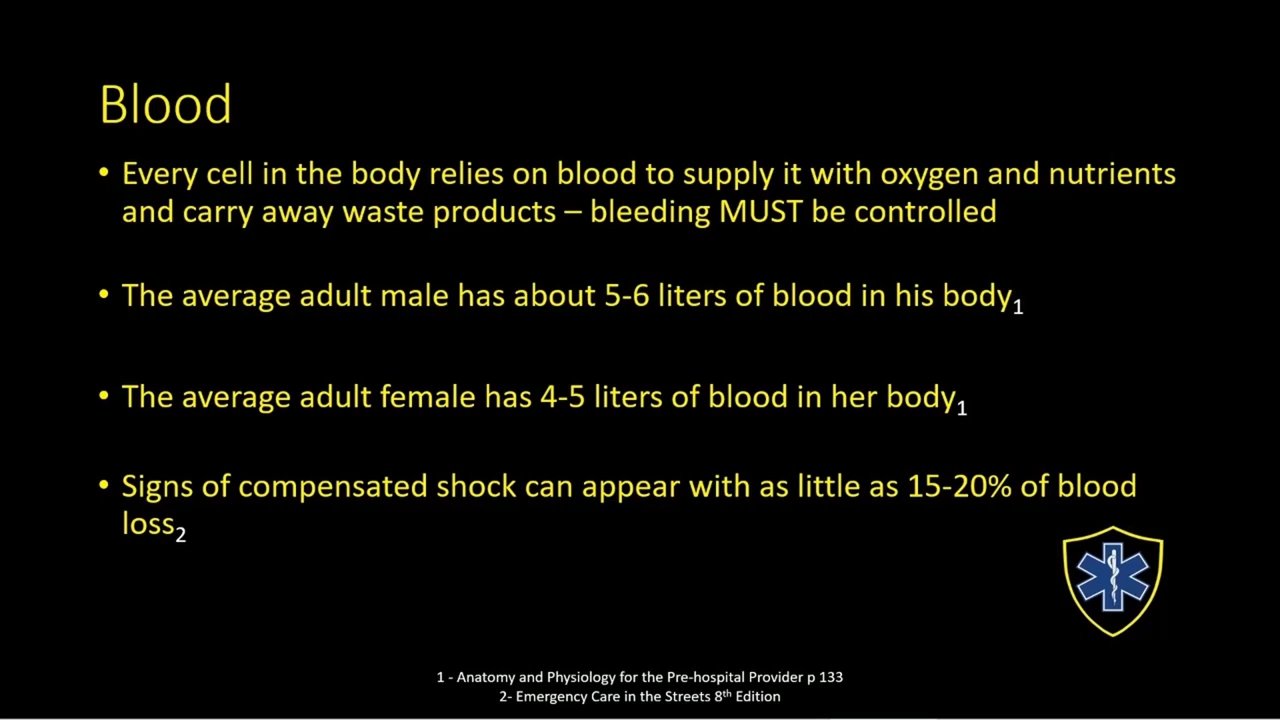 Blood
• Every cell in the body relies on blood to supply it with oxygen and nutrients
and carry away waste products – bleeding MUST be controlled
• The average adult male has about 5-6 liters of blood in his body1
• The average adult female has 4-5 liters of blood in her body1
• Signs of compensated shock can appear with as little as 15-20% of blood
loss2
1 - Anatomy and Physiology for the Pre-hospital Provider p 133
2- Emergency Care in the Streets 8th Edition